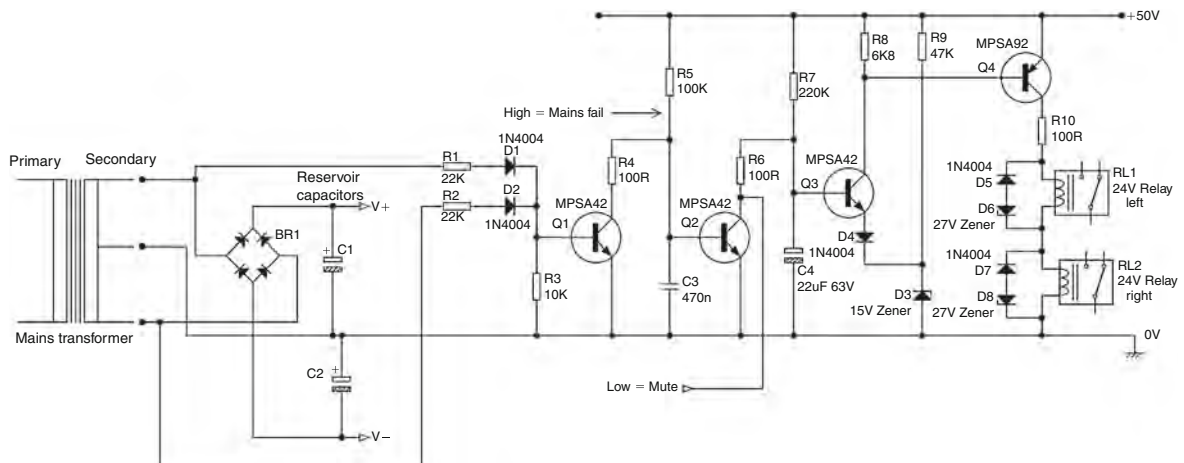 +50V
MPSA92
Q4
R8
6K8
R9
47K
R5
100K
R7
220K
R10
100R
High = Mains fail
1N4004
D1
Primary
Secondary
R1
22K
R2
22K
D2
1N4004
Reservoir
capacitors
V+
R4
100R
R6
100R
MPSA42
Q3
1N4004
D5
D6
27V Zener
RL1
24V Relay
left
MPSA42
Q1
MPSA42
Q2
BR1
+
C1
D4
1N4004
+
C4
22uF 63V
1N4004
D7
D8
27V Zener
RL2
24V Relay
right
R3
10K
C3
470n
D3
15V Zener
Mains transformer
0V
C2
+
Low = Mute
V−